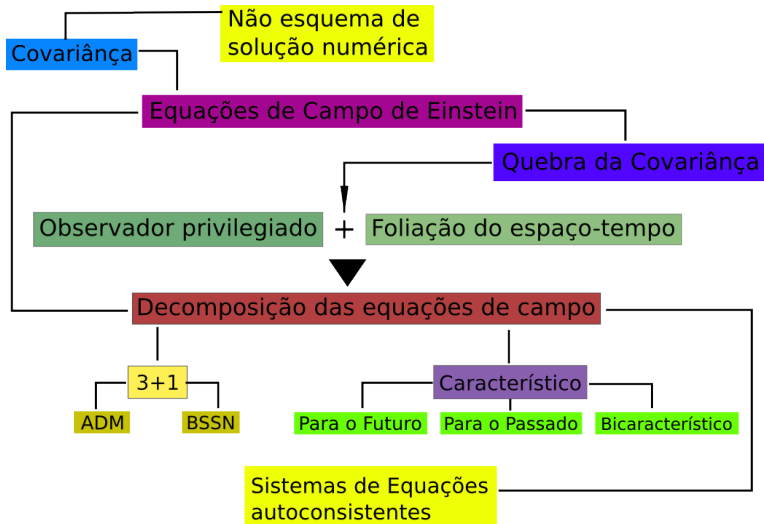 Não esquema de
solução numérica
Covariânça
Equações de Campo de Einstein
Quebra da Covariânça
Observador privilegiado + Foliação do espaço-tempo
Decomposição das equações de campo
3+1
Característico
ADM
BSSN
Para o Futuro
Para o Passado
Bicaracterístico
Sistemas de Equações
autoconsistentes